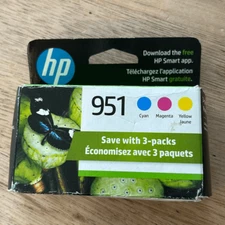 Download the free
HP Smart app.
Téléchargez l'application
gratuite HP Smart.
hp
951
Cyan
Magenta
Yellow
Jaune
Save with 3-packs
Économisez avec 3 paquets